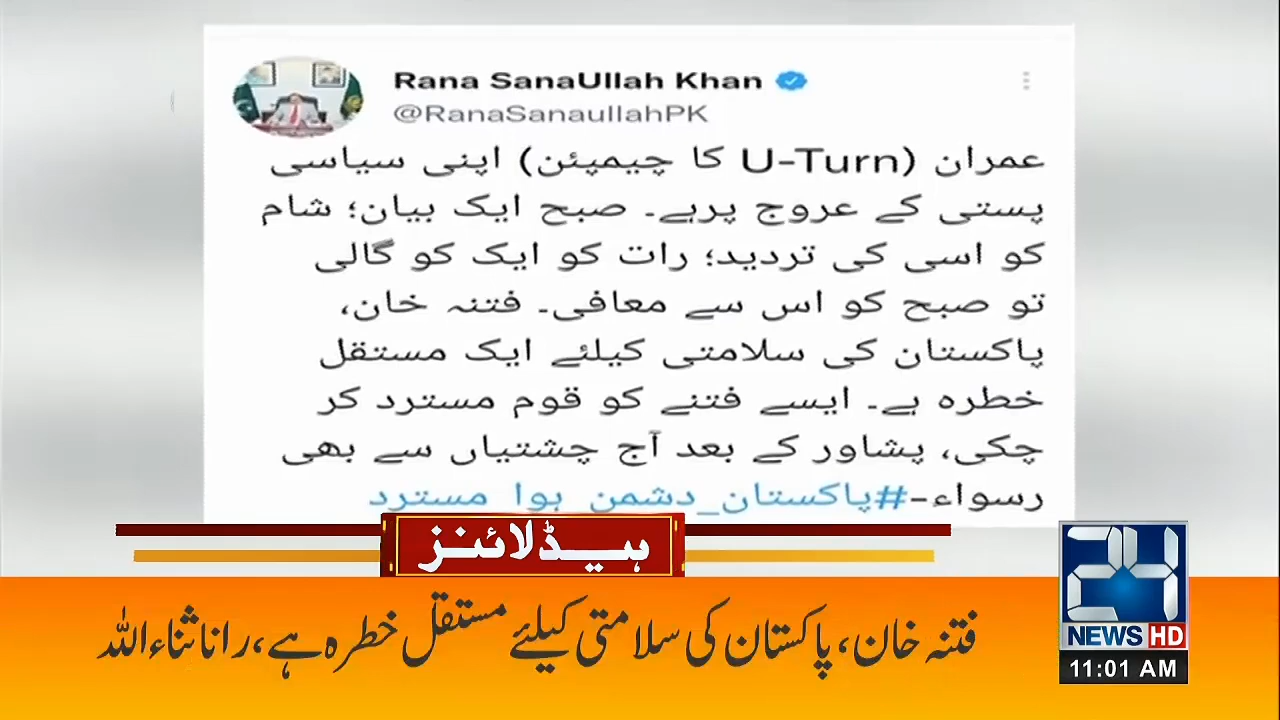 Rana SanaUllah Khan
@RanaSanaullahPK
عمران (U-Turn کا چیمپئن) اپنی سیاسی
پستی کے عروج پرہے۔ صبح ایک بیان؛ شام
کو اسی کی تردید؛ رات کو ایک کو گالی
تو صبح کو اس سے معافی۔ فتنہ خان،
پاکستان کی سلامتی کیلئے ایک مستقل
خطرہ ہے۔ ایسے فتنے کو قوم مسترد کر
چکی، پشاور کے بعد آج چشتیاں سے بھی
رسواء-#پاکستان_دشمن_ہوا_مسترد
ہیڈلائنز
فتنہ خان، پاکستان کی سلامتی کیلئے مستقل خطرہ ہے، رانا ثناء اللہ
24
NEWS HD
11:01 AM